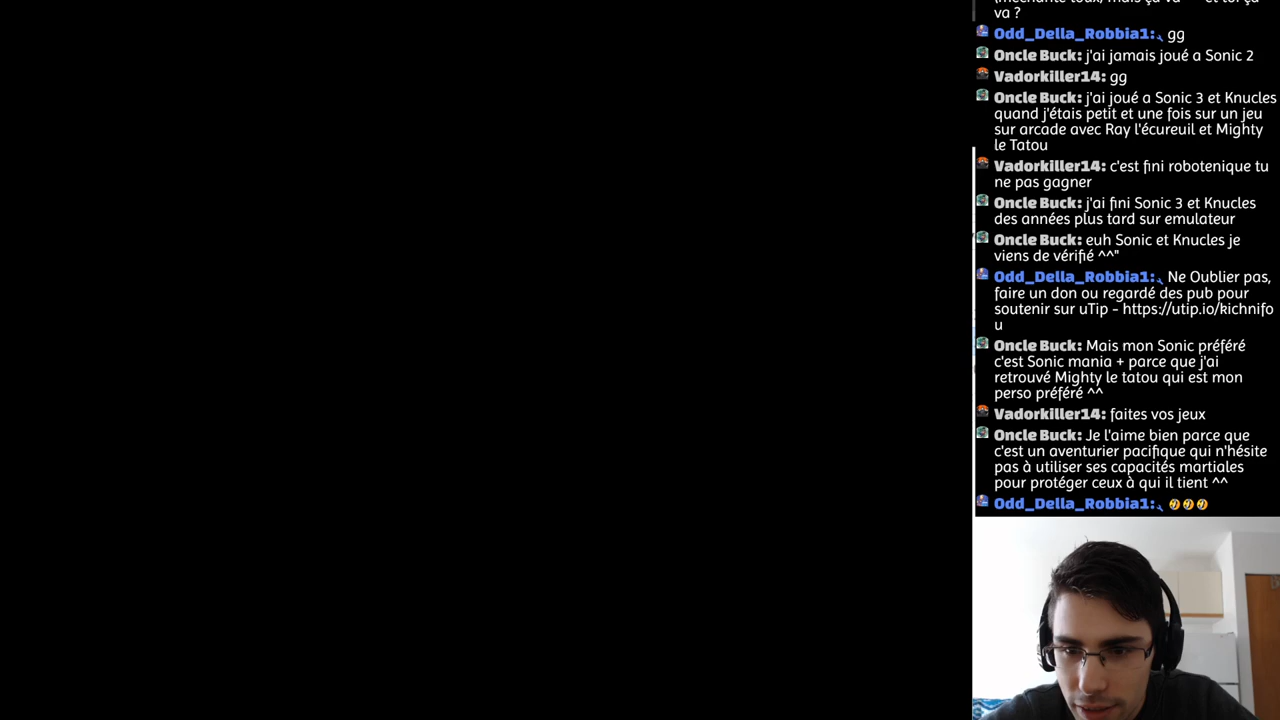 va ?
Odd_Della_Robbia1: gg
Oncle Buck: j'ai jamais joué a Sonic 2
Vadorkiller14: gg
Oncle Buck: j'ai joué a Sonic 3 et Knucles
quand j'étais petit et une fois sur un jeu
sur arcade avec Ray l'écureuil et Mighty
le Tatou
Vadorkiller14: c'est fini robotenique tu
ne pas gagner
Oncle Buck: j'ai fini Sonic 3 et Knucles
des années plus tard sur emulateur
Oncle Buck: euh Sonic et Knucles je
viens de vérifié ^^"
Odd_Della_Robbia1: Ne Oublier pas,
faire un don ou regardé des pub pour
soutenir sur uTip - https://utip.io/kichnifo
u
Oncle Buck: Mais mon Sonic préféré
c'est Sonic mania + parce que j'ai
retrouvé Mighty le tatou qui est mon
perso préféré ^^
Vadorkiller14: faites vos jeux
Oncle Buck: Je l'aime bien parce que
c'est un aventurier pacifique qui n'hésite
pas à utiliser ses capacités martiales
pour protéger ceux à qui il tient ^^
Odd_Della_Robbia1: 🤣🤣🤣